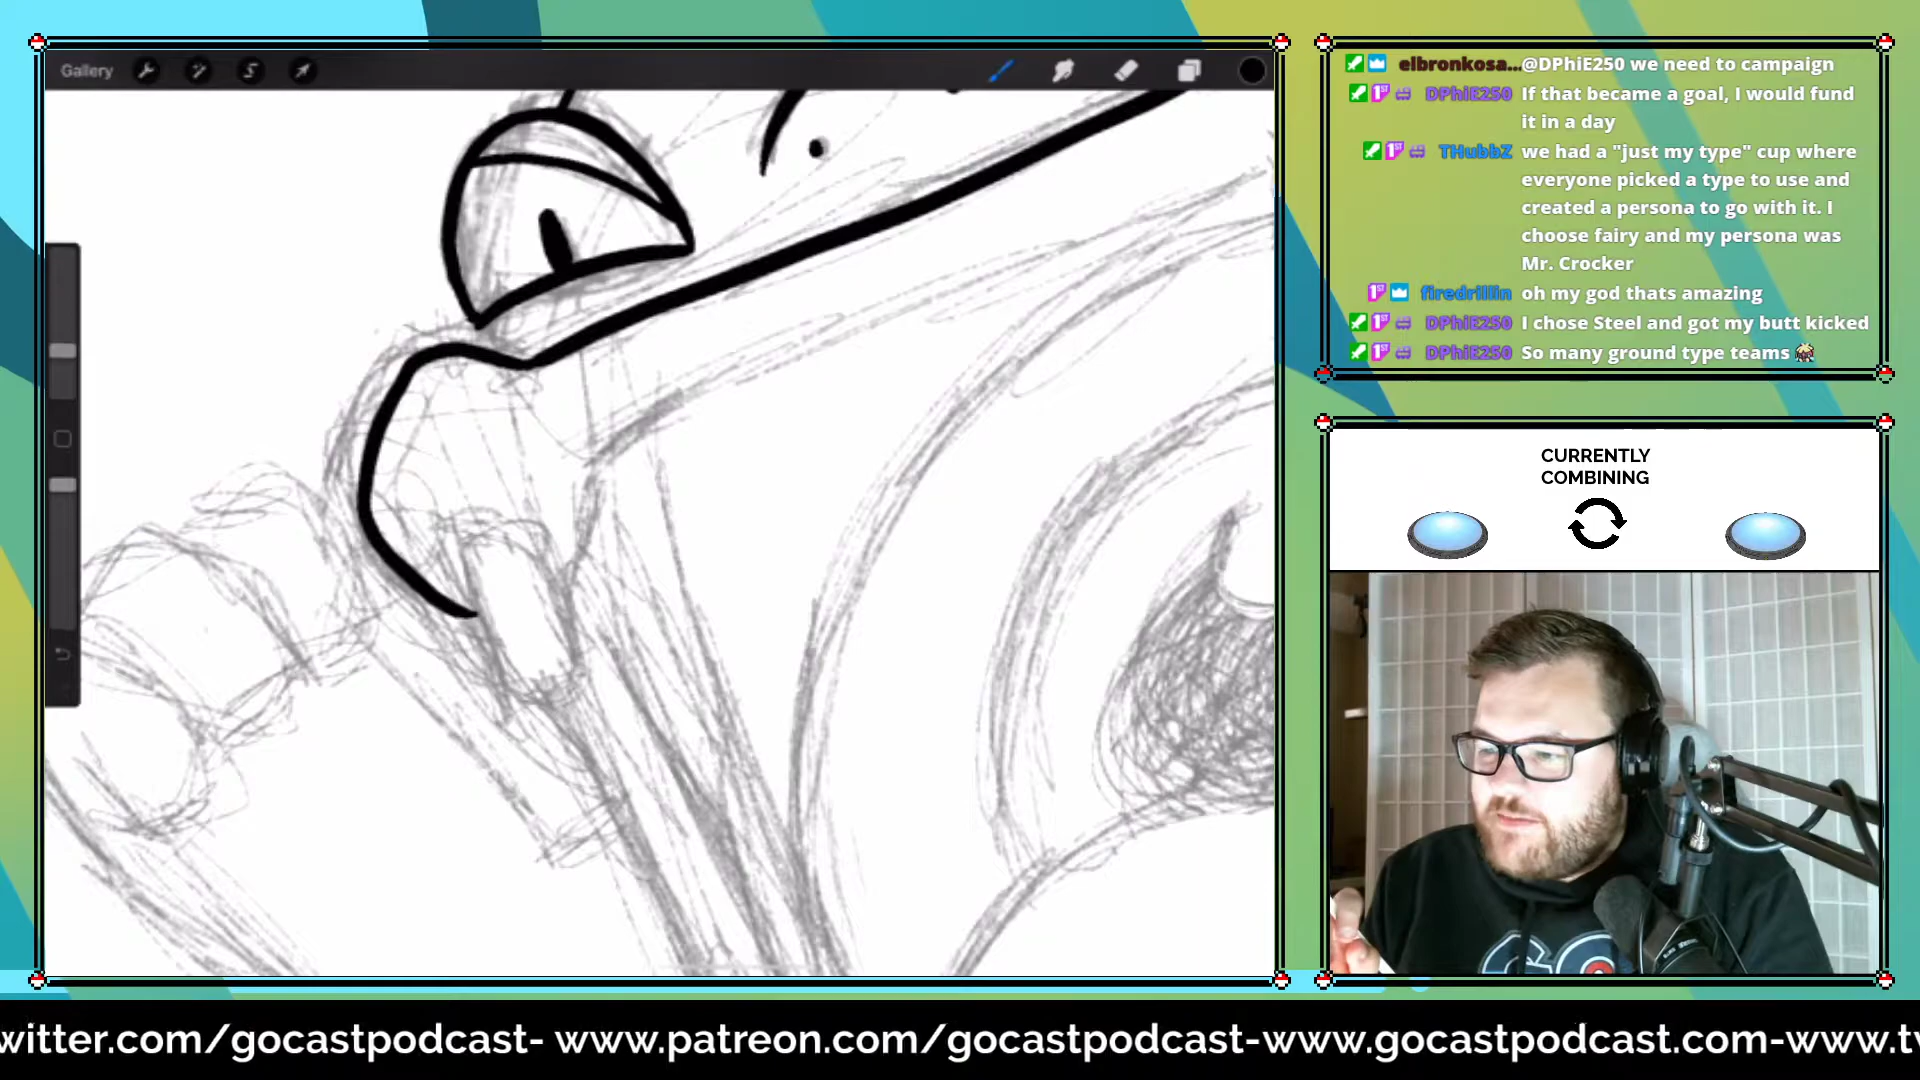 Gallery
elbronkosa... @DPhiE250 we need to campaign
DPhiE250 If that became a goal, I would fund
it in a day
THubbZ we had a "just my type" cup where
everyone picked a type to use and
created a persona to go with it. I
choose fairy and my persona was
Mr. Crocker
firedrillin oh my god thats amazing
DPhiE250 I chose Steel and got my butt kicked
DPhiE250 So many ground type teams
CURRENTLY
COMBINING
GO
witter.com/gocastpodcast- www.patreon.com/gocastpodcast-www.gocastpodcast.com-www.tv